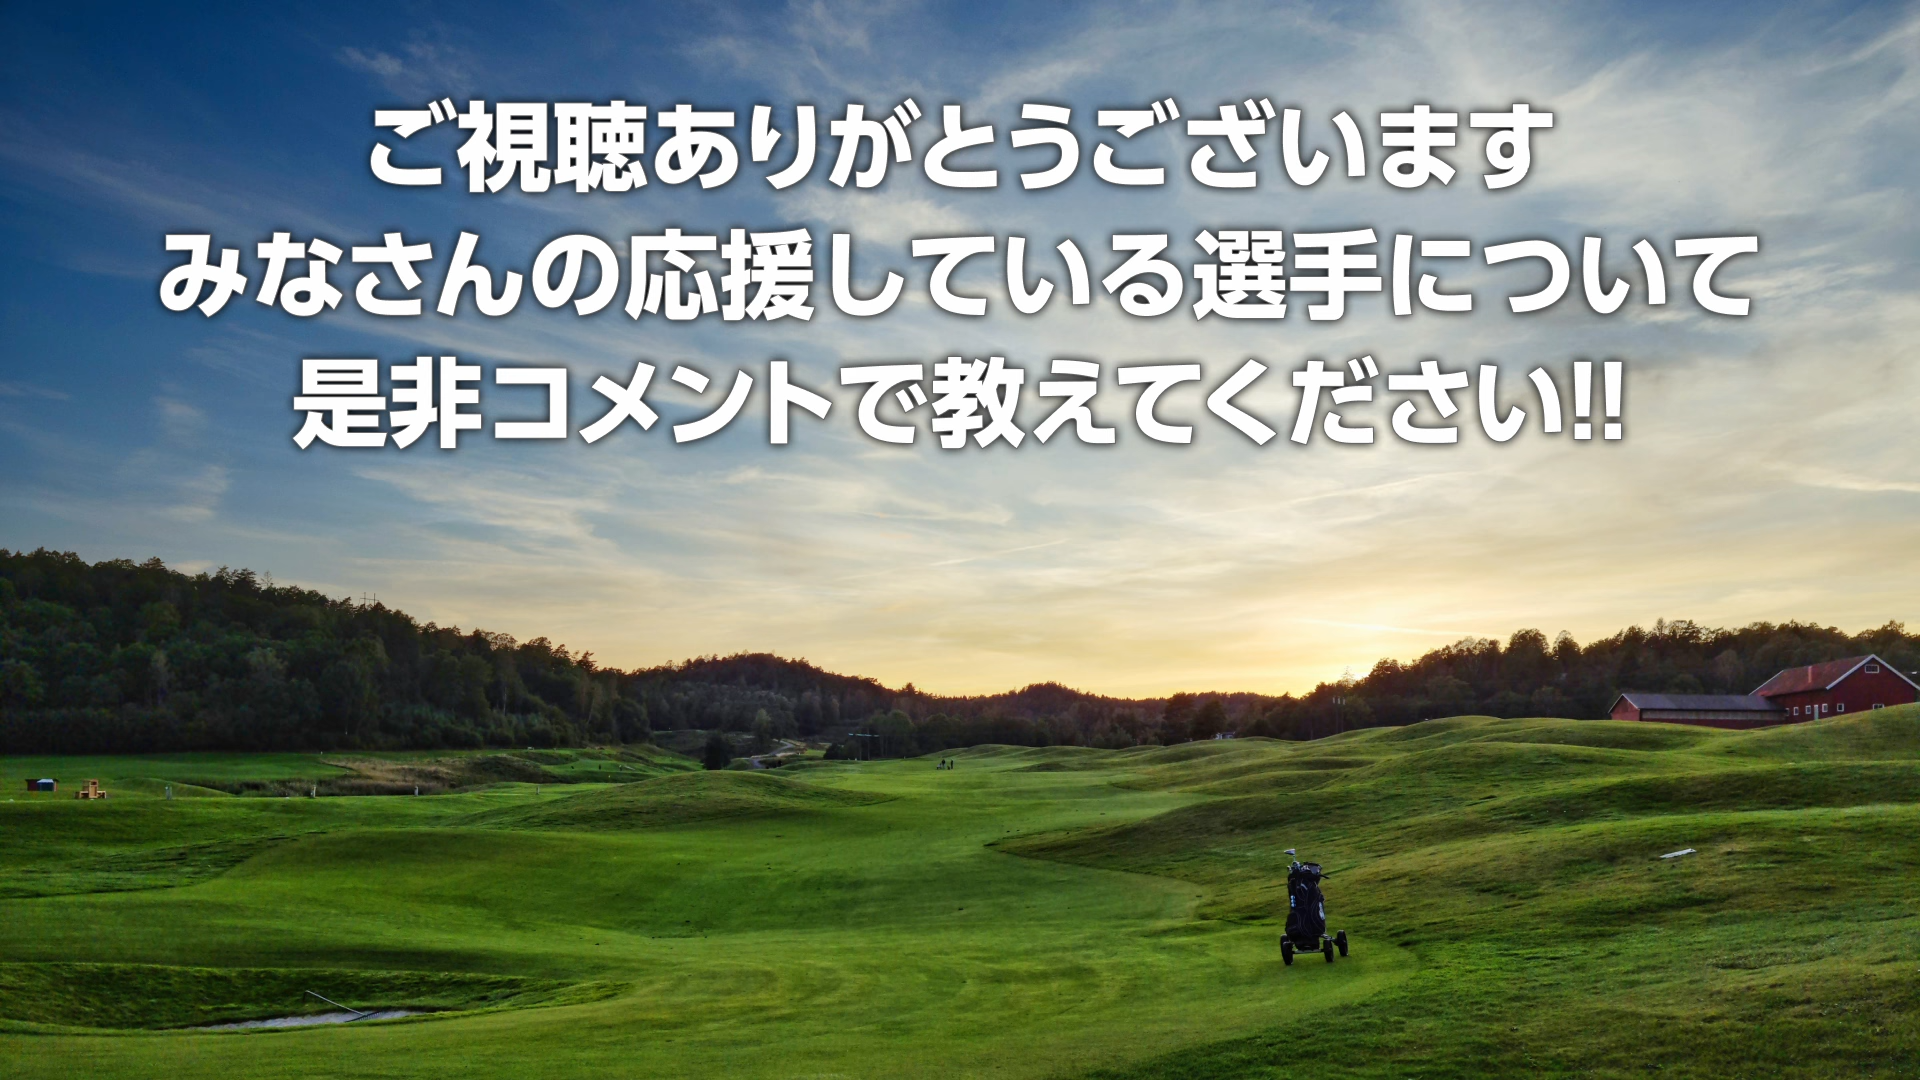 ご視聴ありがとうございます
みなさんの応援している選手について
是非コメントで教えてください!!